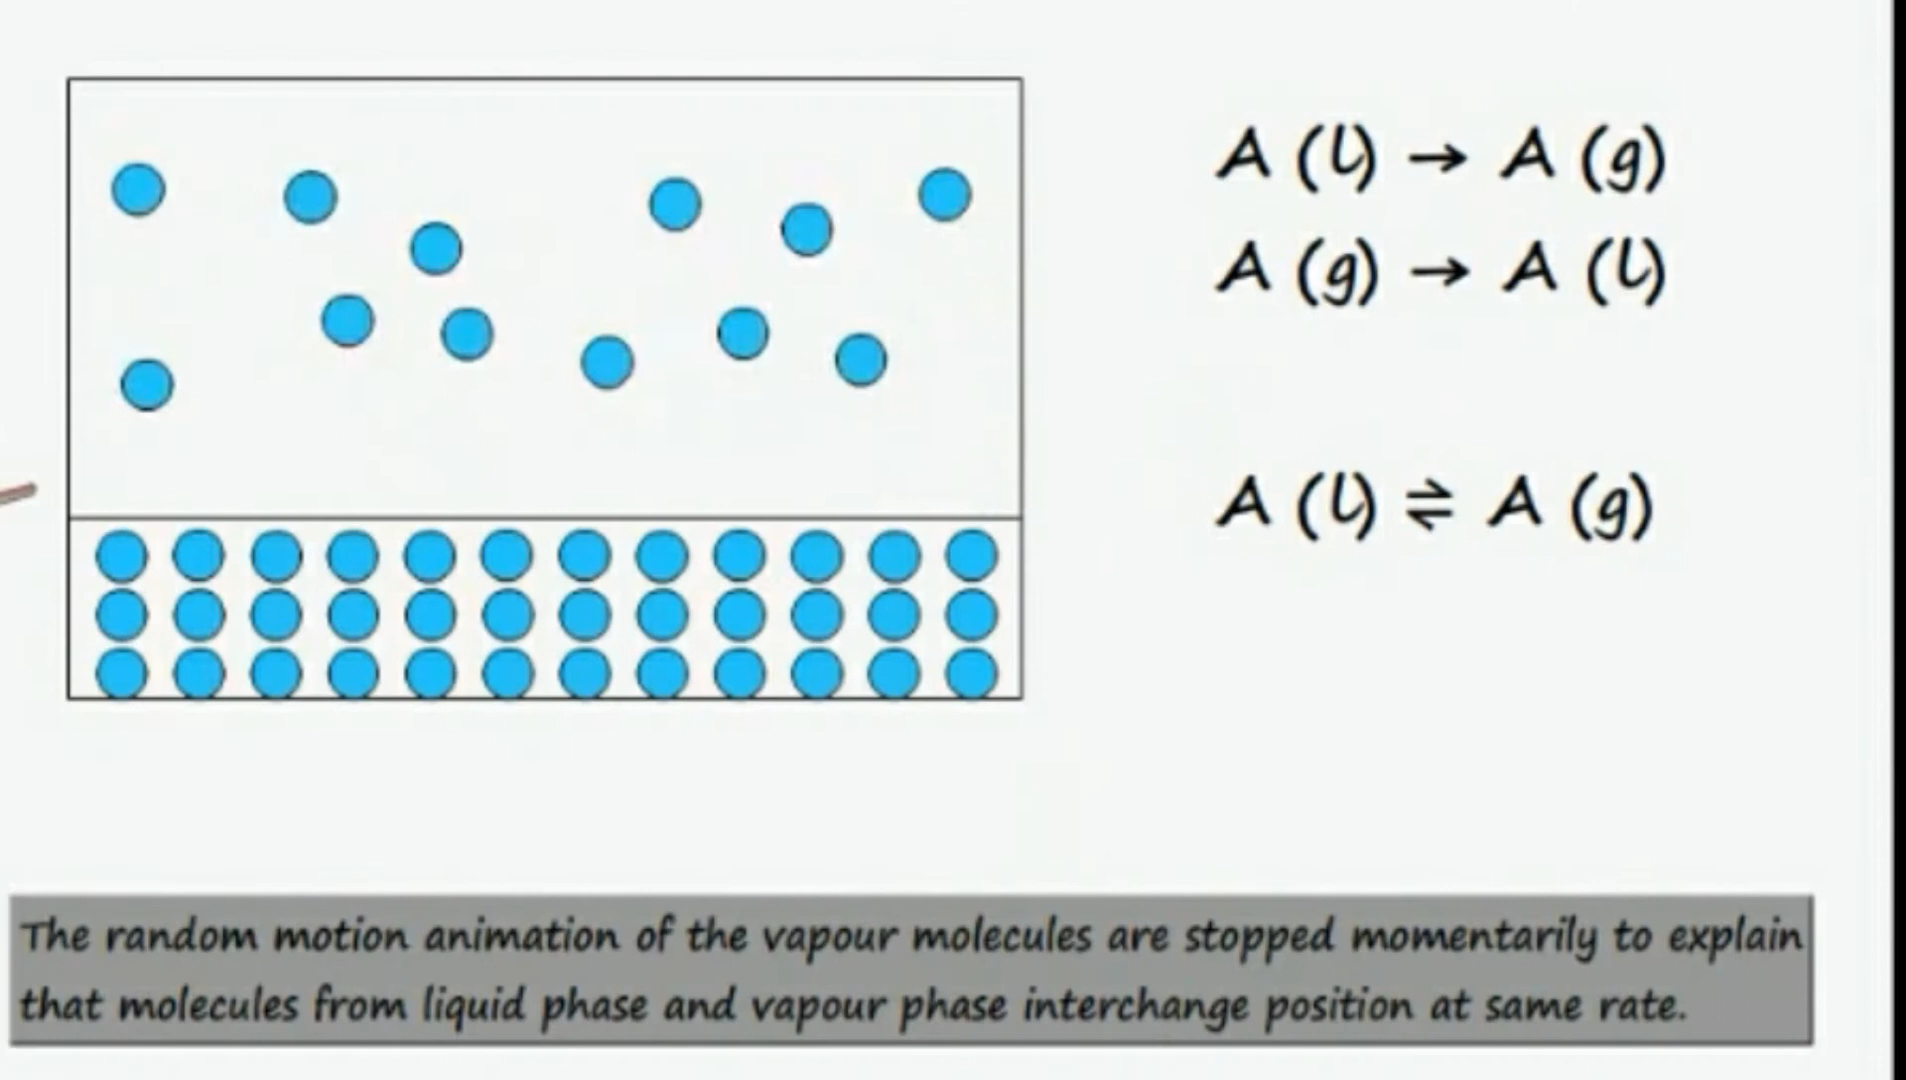 A (l) → A (g)
A (g) → A (l)
A (l) ⇌ A (g)
The random motion animation of the vapour molecules are stopped momentarily to explain
that molecules from liquid phase and vapour phase interchange position at same rate.